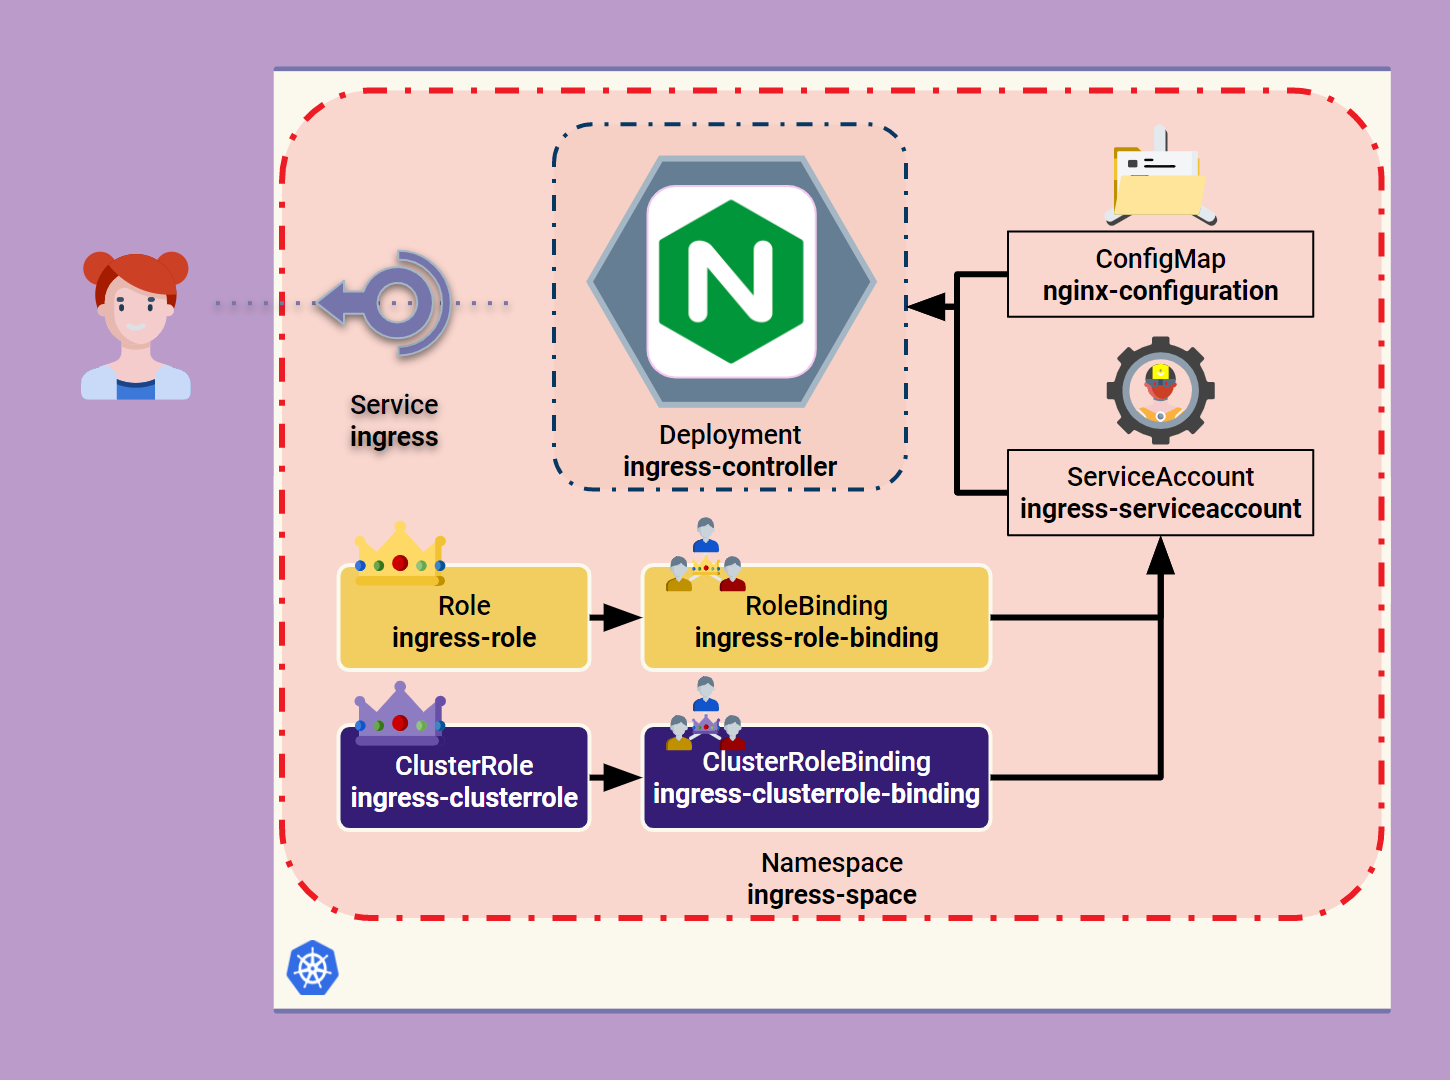 ConfigMap
nginx-configuration
Service
ingress
N
Deployment
ingress-controller
ServiceAccount
ingress-serviceaccount
Role
ingress-role
RoleBinding
ingress-role-binding
ClusterRole
ingress-clusterrole
ClusterRoleBinding
ingress-clusterrole-binding
Namespace
ingress-space